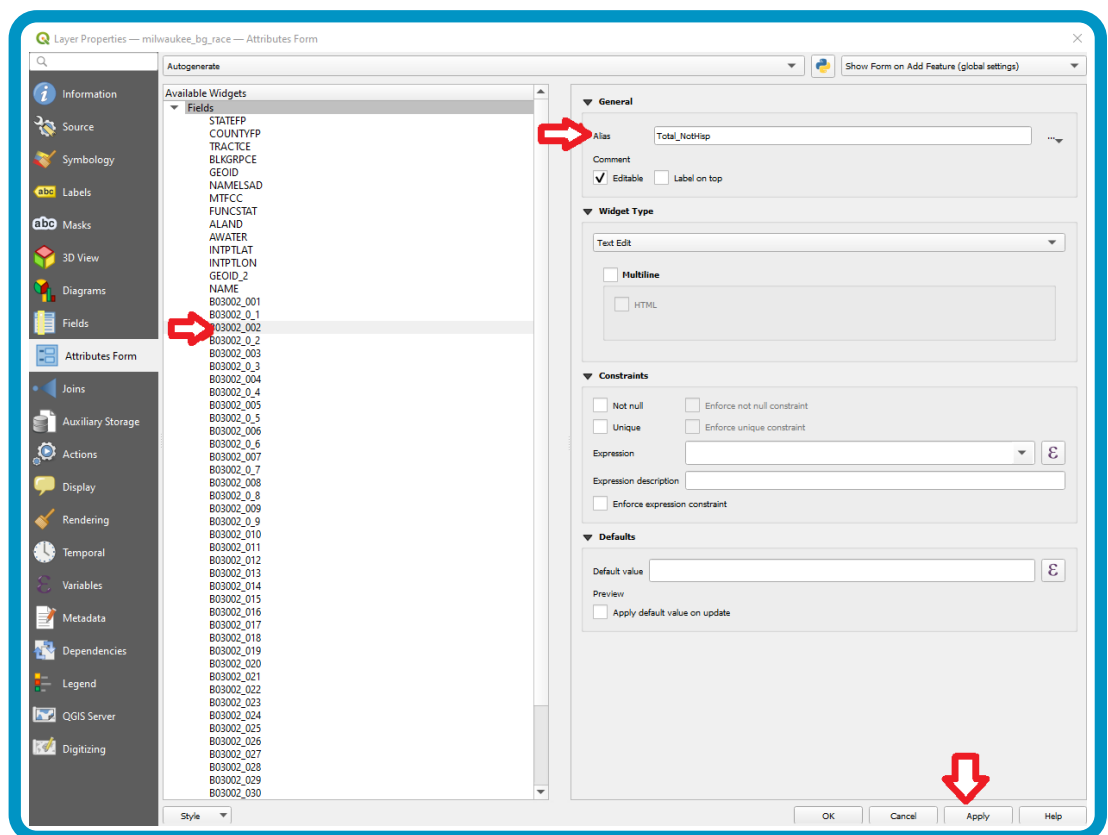 Layer Properties — milwaukee_bg_race — Attributes Form
Autogenerate
Show Form on Add Feature (global settings)
Information
Source
Symbology
abc Labels
abc Masks
3D View
Diagrams
Fields
Attributes Form
Joins
Auxiliary Storage
Actions
Display
Rendering
Temporal
Variables
Metadata
Dependencies
Legend
QGIS Server
Digitizing
Available Widgets
Fields
STATEFP
COUNTYFP
TRACTCE
BLKGRPCE
GEOID
NAMELSAD
MTFCC
FUNCSTAT
ALAND
AWATER
INTPTLAT
INTPTLON
GEOID_2
NAME
B03002_001
B03002_0_1
B03002_002
B03002_0_2
B03002_003
B03002_0_3
B03002_004
B03002_0_4
B03002_005
B03002_0_5
B03002_006
B03002_0_6
B03002_007
B03002_0_7
B03002_008
B03002_0_8
B03002_009
B03002_0_9
B03002_010
B03002_011
B03002_012
B03002_013
B03002_014
B03002_015
B03002_016
B03002_017
B03002_018
B03002_019
B03002_020
B03002_021
B03002_022
B03002_023
B03002_024
B03002_025
B03002_026
B03002_027
B03002_028
B03002_029
B03002_030
General
Alias Total_NotHisp ...
Comment
Editable Label on top
Widget Type
Text Edit
Multiline
HTML
Constraints
Not null Enforce not null constraint
Unique Enforce unique constraint
Expression ε
Expression description
Enforce expression constraint
Defaults
Default value ε
Preview
Apply default value on update
Style OK Cancel Apply Help